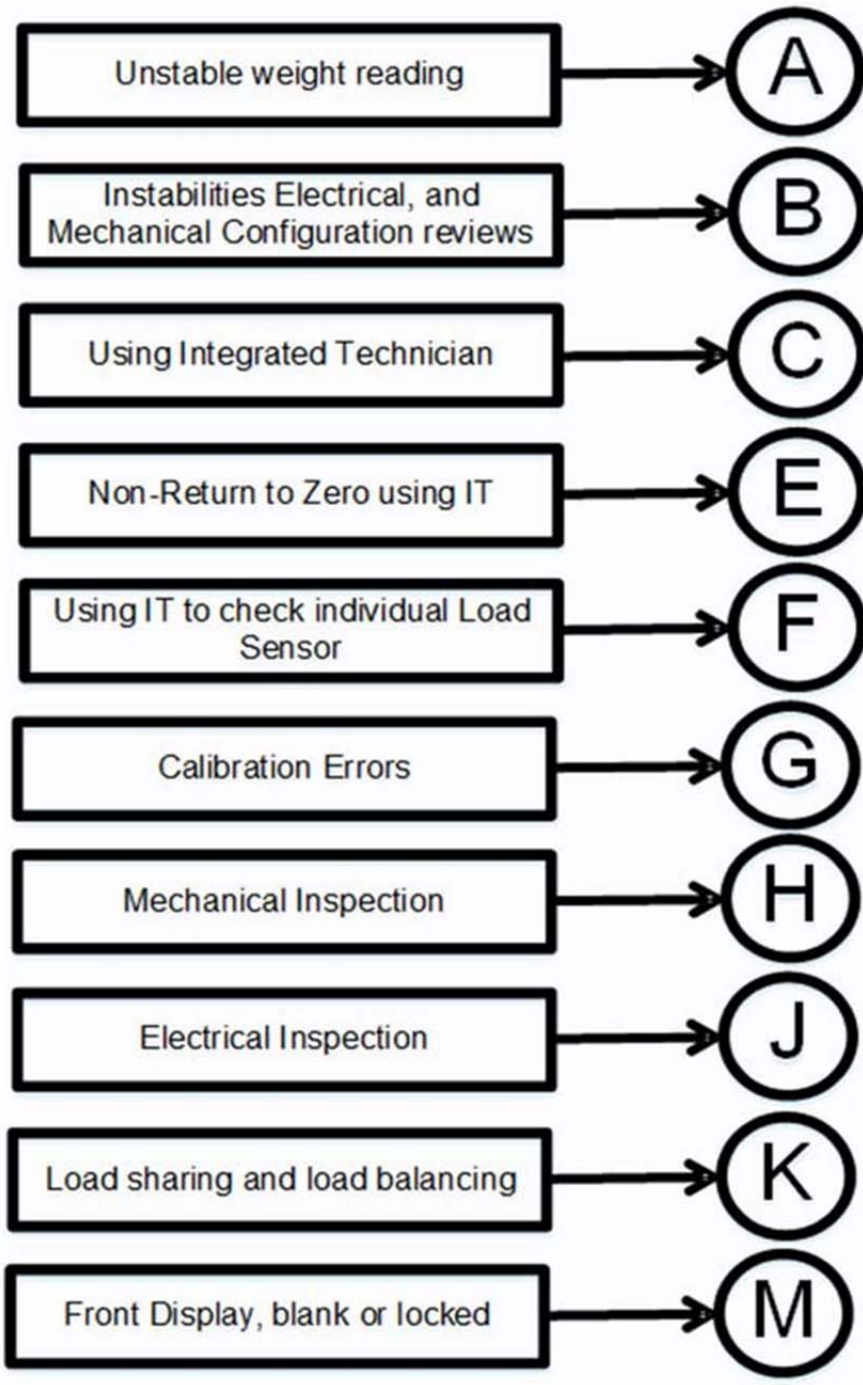 Unstable weight reading
A
Instabilities Electrical, and
Mechanical Configuration reviews
B
Using Integrated Technician
C
Non-Return to Zero using IT
E
Using IT to check individual Load
Sensor
F
Calibration Errors
G
Mechanical Inspection
H
Electrical Inspection
J
Load sharing and load balancing
K
Front Display, blank or locked
M